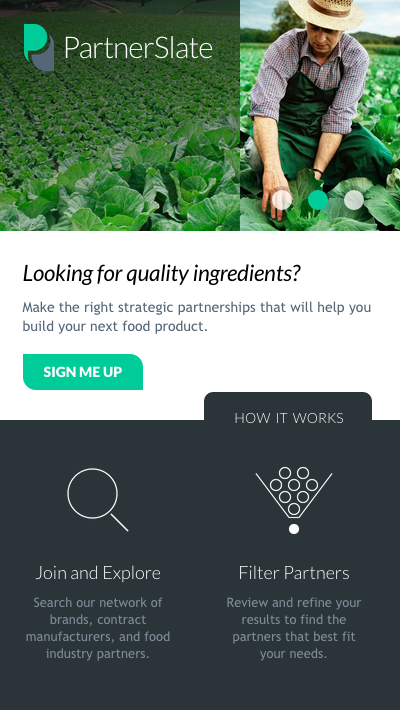 PartnerSlate
Looking for quality ingredients?
Make the right strategic partnerships that will help you
build your next food product.
SIGN ME UP
HOW IT WORKS
Join and Explore
Search our network of
brands, contract
manufacturers, and food
industry partners.
Filter Partners
Review and refine your
results to find the
partners that best fit
your needs.